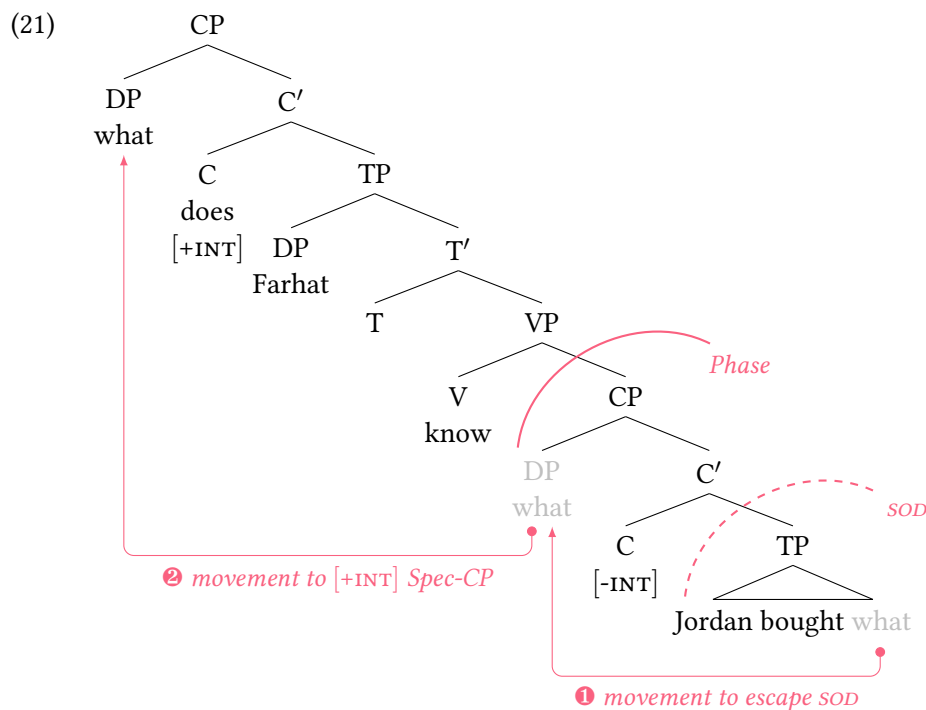 (21)
CP
DP
what
C′
C
does
[+INT]
TP
DP
Farhat
T′
T
VP
Phase
V
know
CP
DP
what
C′
SOD
C
[-INT]
TP
Jordan bought what
❷ movement to [+INT] Spec-CP
❶ movement to escape SOD